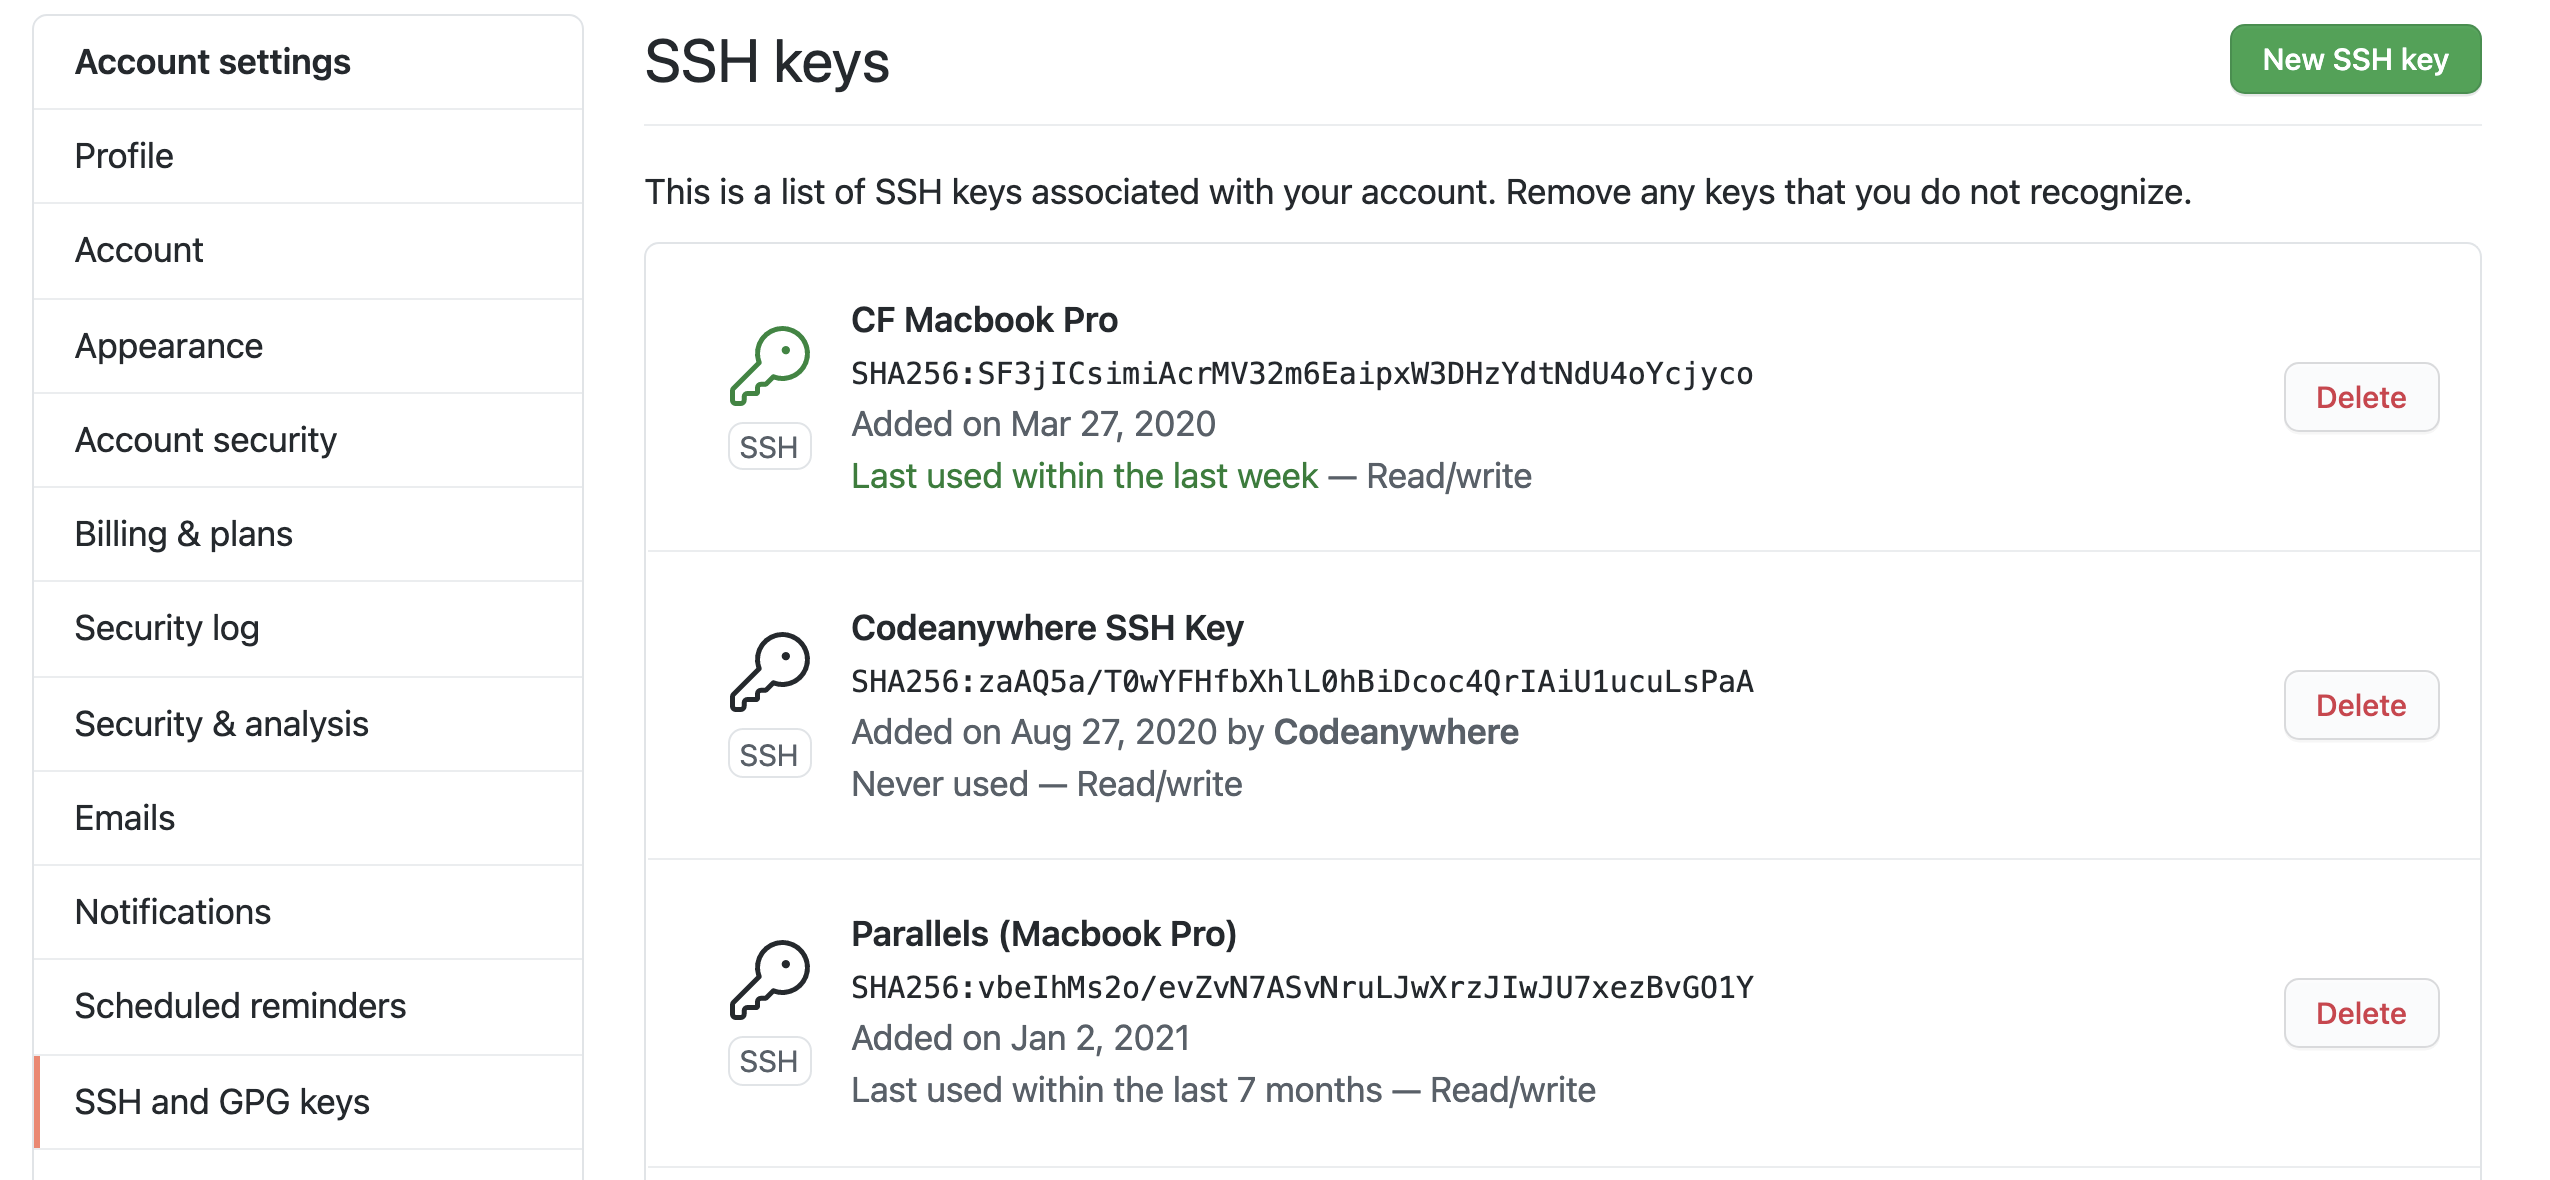 Account settings
Profile
Account
Appearance
Account security
Billing & plans
Security log
Security & analysis
Emails
Notifications
Scheduled reminders
SSH and GPG keys
SSH keys
New SSH key
This is a list of SSH keys associated with your account. Remove any keys that you do not recognize.
CF Macbook Pro
SHA256:SF3jICsimiAcrMV32m6EaipxW3DHzYdtNdU4oYcjyco
Added on Mar 27, 2020
Last used within the last week — Read/write
SSH
Delete
Codeanywhere SSH Key
SHA256:zaAQ5a/T0wYFHfbXhlL0hBiDcoc4QrIAiU1ucuLsPaA
Added on Aug 27, 2020 by Codeanywhere
Never used — Read/write
SSH
Delete
Parallels (Macbook Pro)
SHA256:vbeIhMs2o/evZvN7ASvNruLJwXrzJIwJU7xezBvGO1Y
Added on Jan 2, 2021
Last used within the last 7 months — Read/write
SSH
Delete